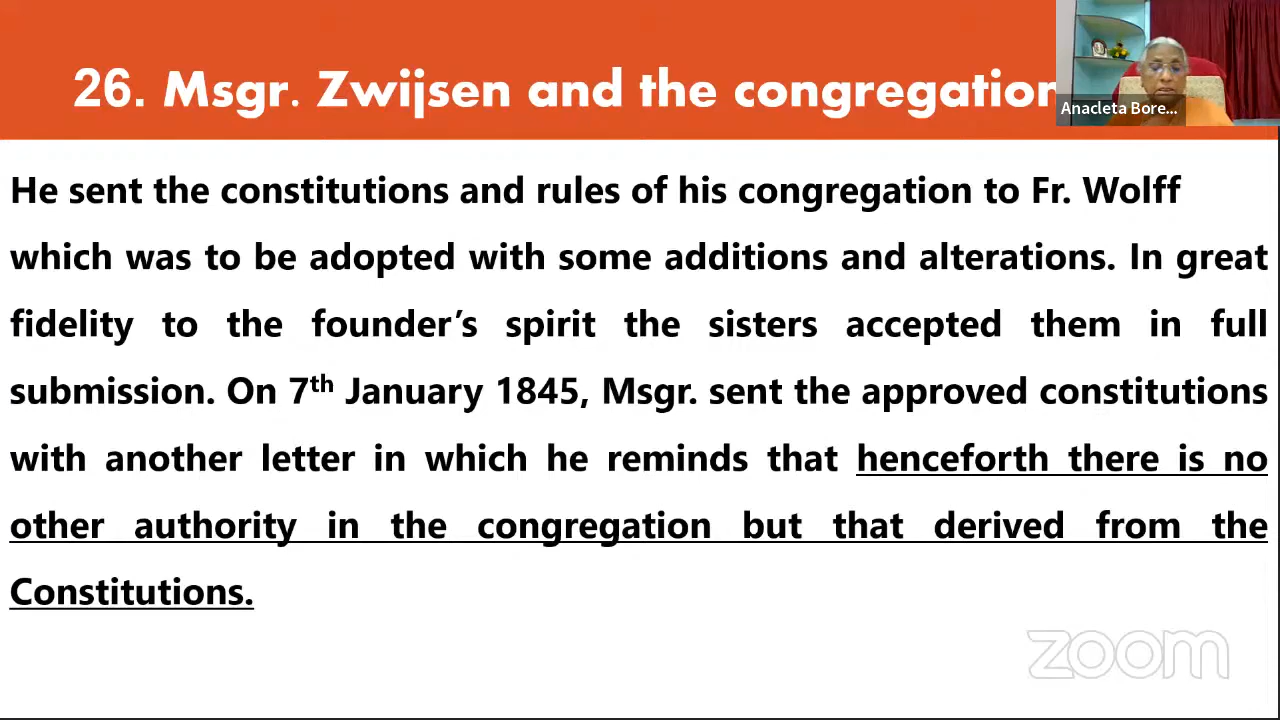 26. Msgr. Zwijsen and the congregation
Anacleta Bore...
He sent the constitutions and rules of his congregation to Fr. Wolff
which was to be adopted with some additions and alterations. In great
fidelity to the founder’s spirit the sisters accepted them in full
submission. On 7th January 1845, Msgr. sent the approved constitutions
with another letter in which he reminds that henceforth there is no
other authority in the congregation but that derived from the
Constitutions.
zoom